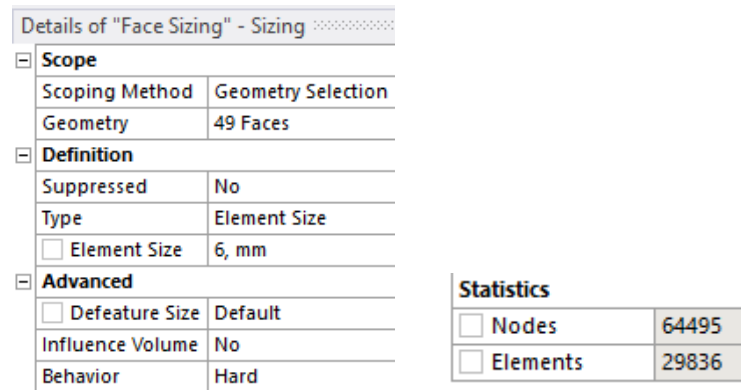 Details of "Face Sizing" - Sizing
Scope
Scoping Method Geometry Selection
Geometry 49 Faces
Definition
Suppressed No
Type Element Size
Element Size 6, mm
Advanced
Defeature Size Default
Influence Volume No
Behavior Hard
Statistics
Nodes 64495
Elements 29836